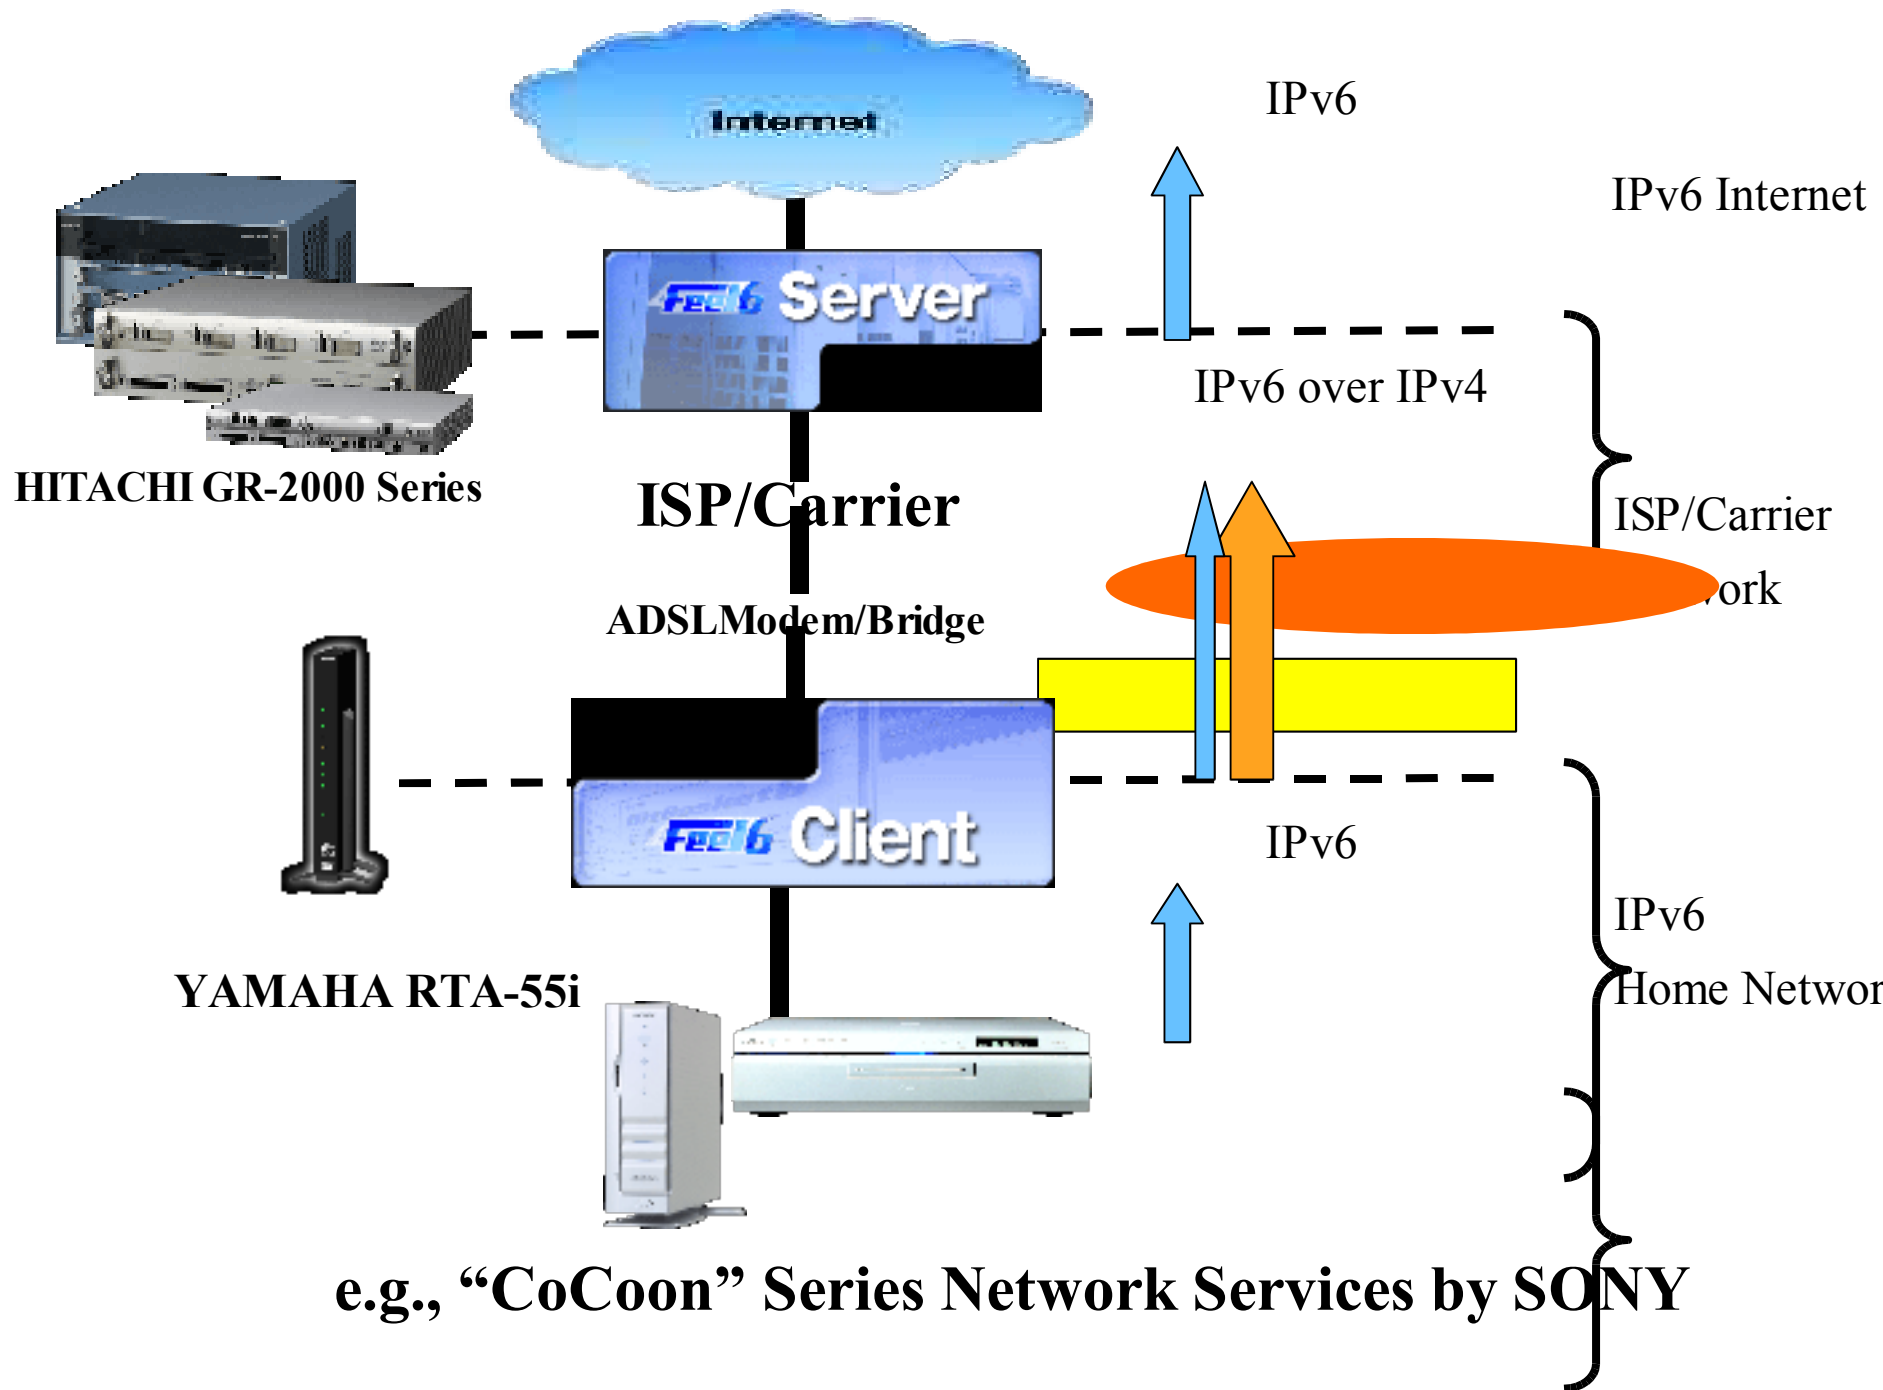 Internet
IPv6
IPv6 Internet
Feel6 Server
IPv6 over IPv4
HITACHI GR-2000 Series
ISP/Carrier
ISP/Carrier
ork
ADSLModem/Bridge
Feel6 Client
IPv6
IPv6
Home Networ
YAMAHA RTA-55i
e.g., “CoCoon” Series Network Services by SONY